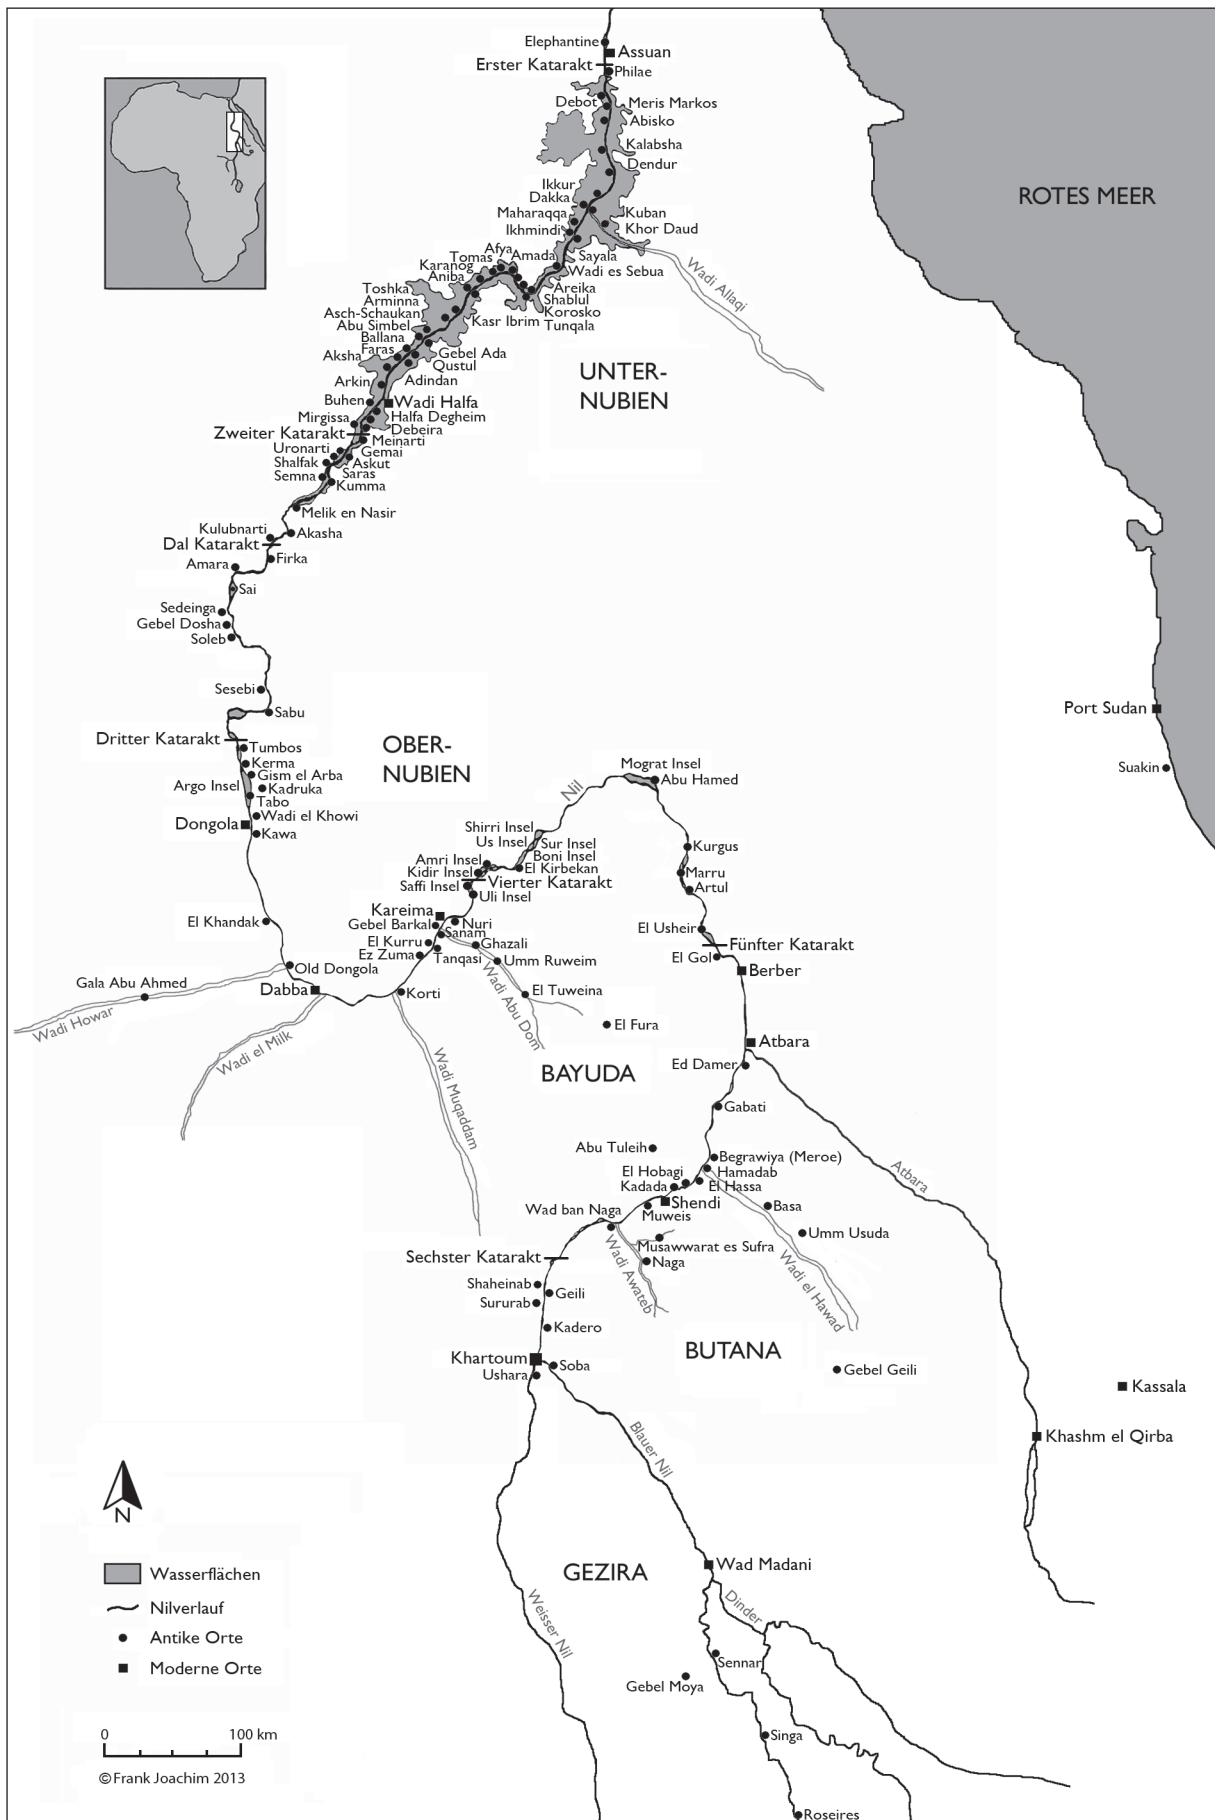 Elephantine
Assuan
Erster Katarakt
Philae
Debot
Meris Markos
Abisko
Kalabsha
Dendur
ROTES MEER
Ikkur
Dakka
Maharaqqa
Kuban
Ikhmindi
Khor Daud
Wadi Allaqi
Afya
Tomas
Amada
Sayala
Karanog
Wadi es Sebua
Aniba
Toshka
Areika
Arminna
Shablul
Asch-Schaukan
Korosko
Kasr Ibrim
Tunqala
Abu Simbel
Ballana
Faras
Aksha
Gebel Ada
Qustul
UNTER-
NUBIEN
Arkin
Adindan
Buhen
Wadi Halfa
Mirgissa
Halfa Degheim
Zweiter Katarakt
Debeira
Meinarti
Uronarti
Gemai
Shalfak
Askut
Semna
Saras
Kumma
Melik en Nasir
Kulubnarti
Akasha
Dal Katarakt
Firka
Amara
Sai
Sedeinga
Gebel Dosha
Soleb
Sesebi
Sabu
Port Sudan
Dritter Katarakt
Tumbos
OBER-
NUBIEN
Kerma
Gism el Arba
Argo Insel
Kadruka
Tabo
Wadi el Khowi
Dongola
Kawa
Mograt Insel
Abu Hamed
Suakin
Nil
Shirri Insel
Us Insel
Sur Insel
Boni Insel
Kurgus
Amri Insel
El Kirbekan
Kidir Insel
Vierter Katarakt
Marru
Saffi Insel
Artul
Uli Insel
Kareima
El Khandak
Gebel Barkal
Nuri
El Usheir
Sanam
El Kurru
Ghazali
Fünfter Katarakt
Ez Zuma
Tanqasi
Umm Ruweim
El Gol
Old Dongola
Berber
Gala Abu Ahmed
Dabba
Korti
El Tuweina
Wadi Howar
Wadi el Milk
Wadi Abu Dom
El Fura
Wadi Muqaddam
BAYUDA
Atbara
Ed Damer
Gabati
Abu Tuleih
Begrawiya (Meroe)
Atbara
El Hobagi
Hamadab
Kadada
El Hassa
Shendi
Wad ban Naga
Muweis
Basa
Umm Usuda
Musawwarat es Sufra
Sechster Katarakt
Naga
Wadi Awateb
Wadi el Hawad
Shaheinab
Geili
Sururab
Kadero
BUTANA
Khartoum
Soba
Ushara
Gebel Geili
Kassala
Khashm el Qirba
Blauer Nil
N
Wasserflächen
Nilverlauf
Antike Orte
Moderne Orte
GEZIRA
Wad Madani
Weisser Nil
Dinder
Sennar
Gebel Moya
Singa
Roseires
0 100 km
© Frank Joachim 2013